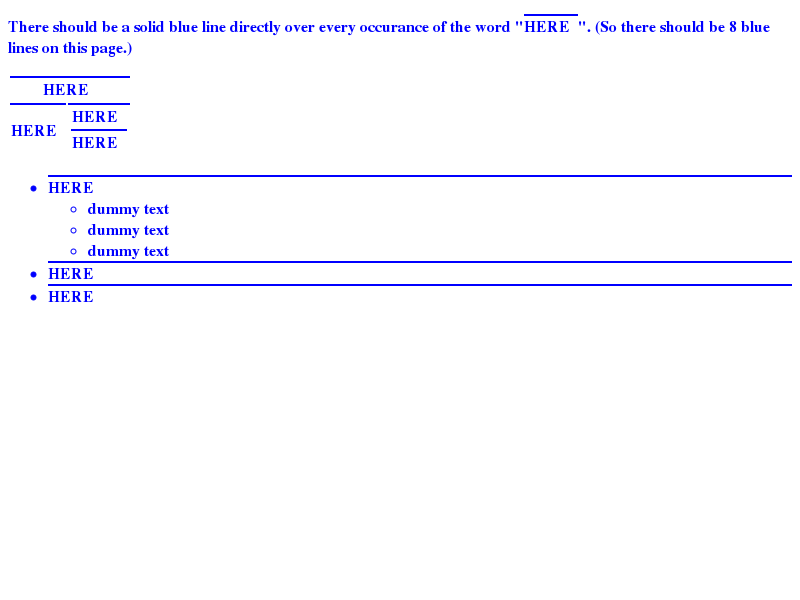 There should be a solid blue line directly over every occurance of the word "HERE ". (So there should be 8 blue
lines on this page.)
HERE
HERE
HERE
HERE
HERE
dummy text
dummy text
dummy text
HERE
HERE